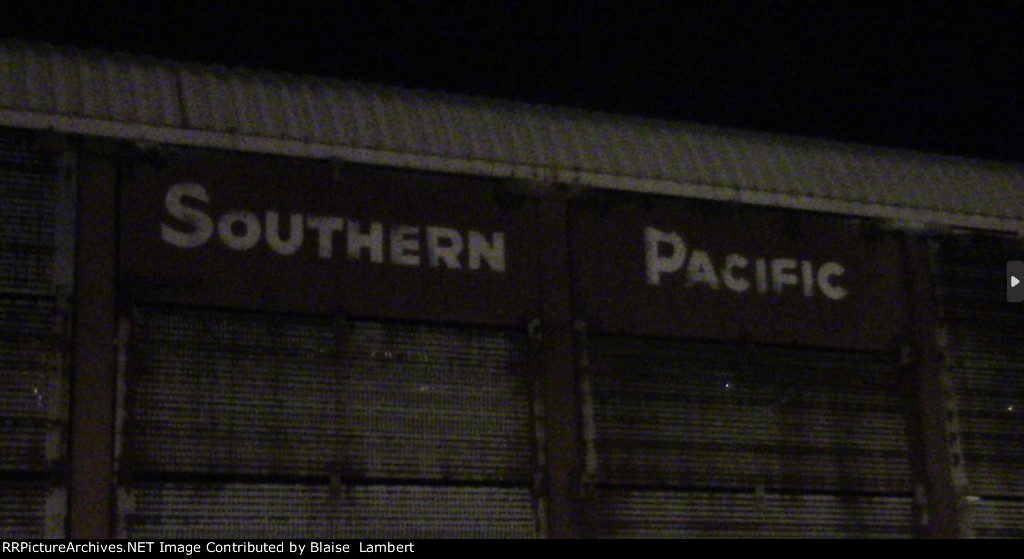 SOUTHERN PACIFIC
RRPictureArchives.NET Image Contributed by Blaise Lambert